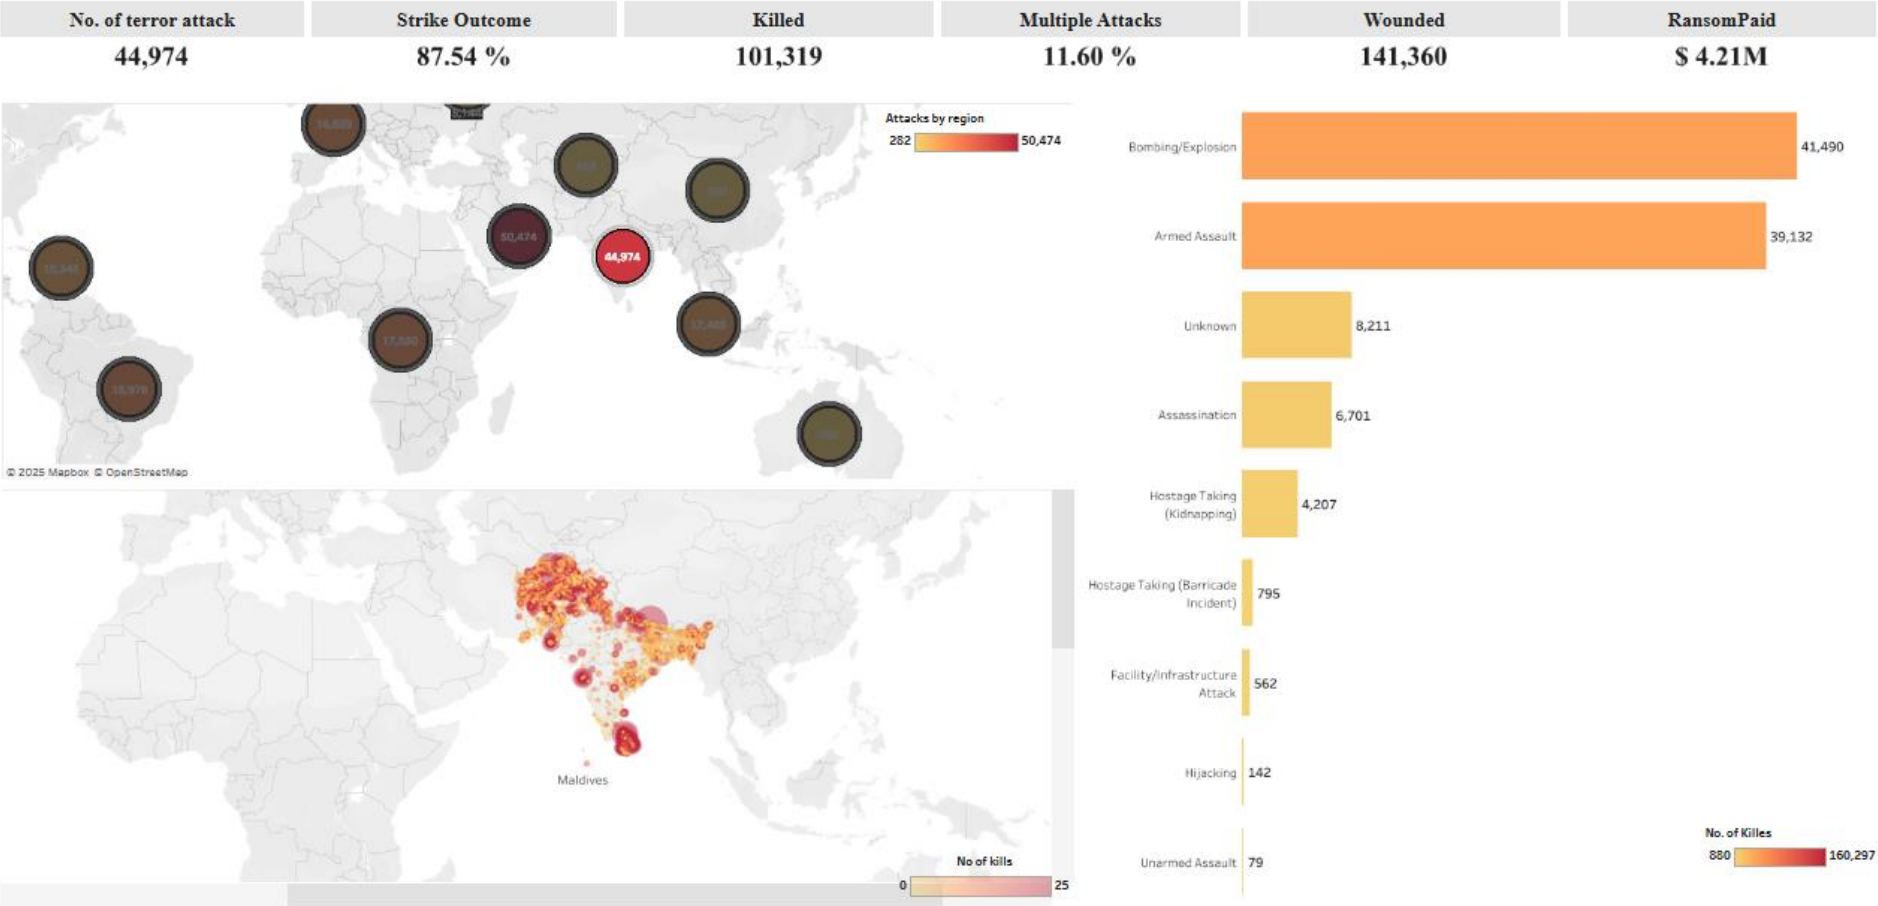 No. of terror attack
44,974
Strike Outcome
87.54 %
Killed
101,319
Multiple Attacks
11.60 %
Wounded
141,360
RansomPaid
$ 4.21M
Attacks by region
282
50,474
50,474
44,974
© 2025 Mapbox © OpenStreetMap
Maldives
No of kills
0
25
Bombing/Explosion
41,490
Armed Assault
39,132
Unknown
8,211
Assassination
6,701
Hostage Taking
(Kidnapping)
4,207
Hostage Taking (Barricade
Incident)
795
Facility/Infrastructure
Attack
562
Hijacking
142
Unarmed Assault
79
No. of Killes
880
160,297